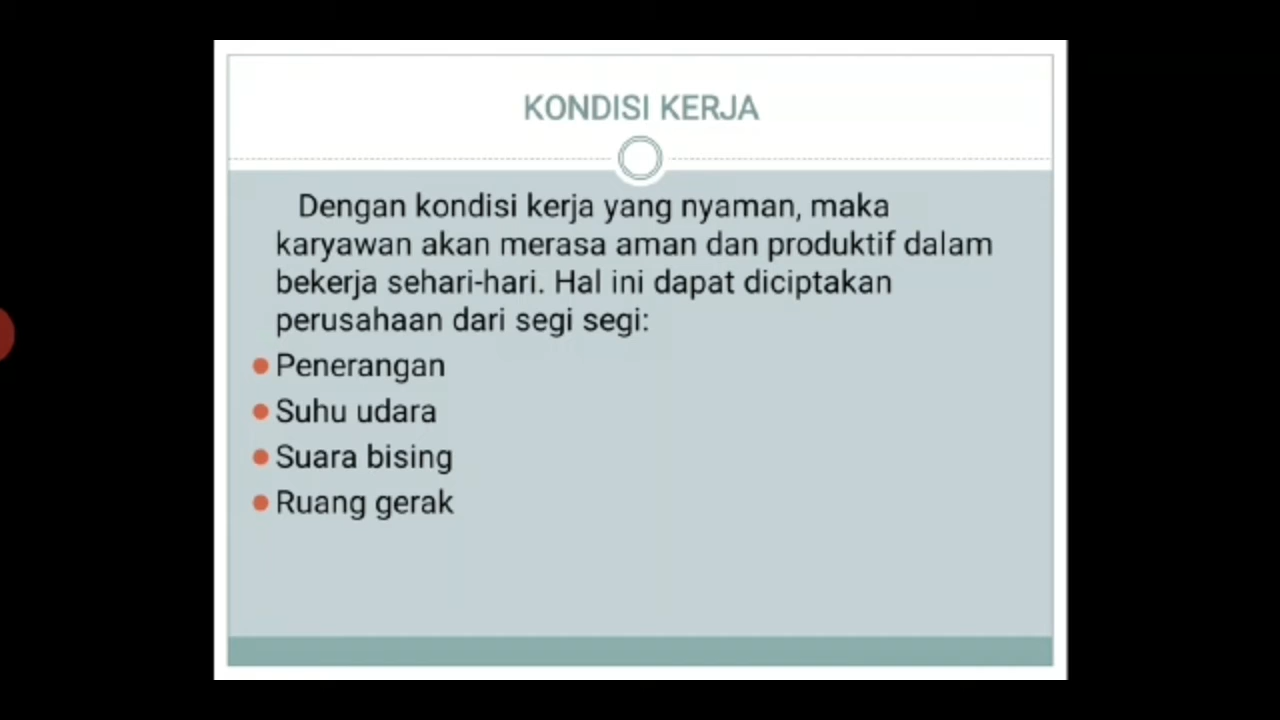 KONDISI KERJA
Dengan kondisi kerja yang nyaman, maka
karyawan akan merasa aman dan produktif dalam
bekerja sehari-hari. Hal ini dapat diciptakan
perusahaan dari segi segi:
Penerangan
Suhu udara
Suara bising
Ruang gerak